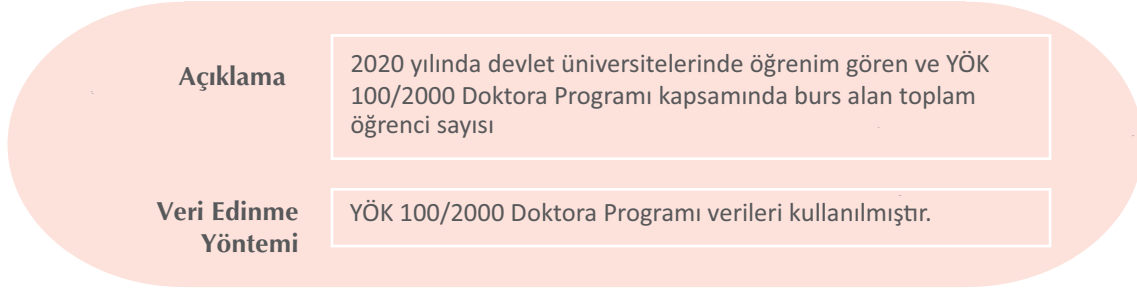 Açıklama
2020 yılında devlet üniversitelerinde öğrenim gören ve YÖK
100/2000 Doktora Programı kapsamında burs alan toplam
öğrenci sayısı
Veri Edinme
Yöntemi
YÖK 100/2000 Doktora Programı verileri kullanılmıştır.